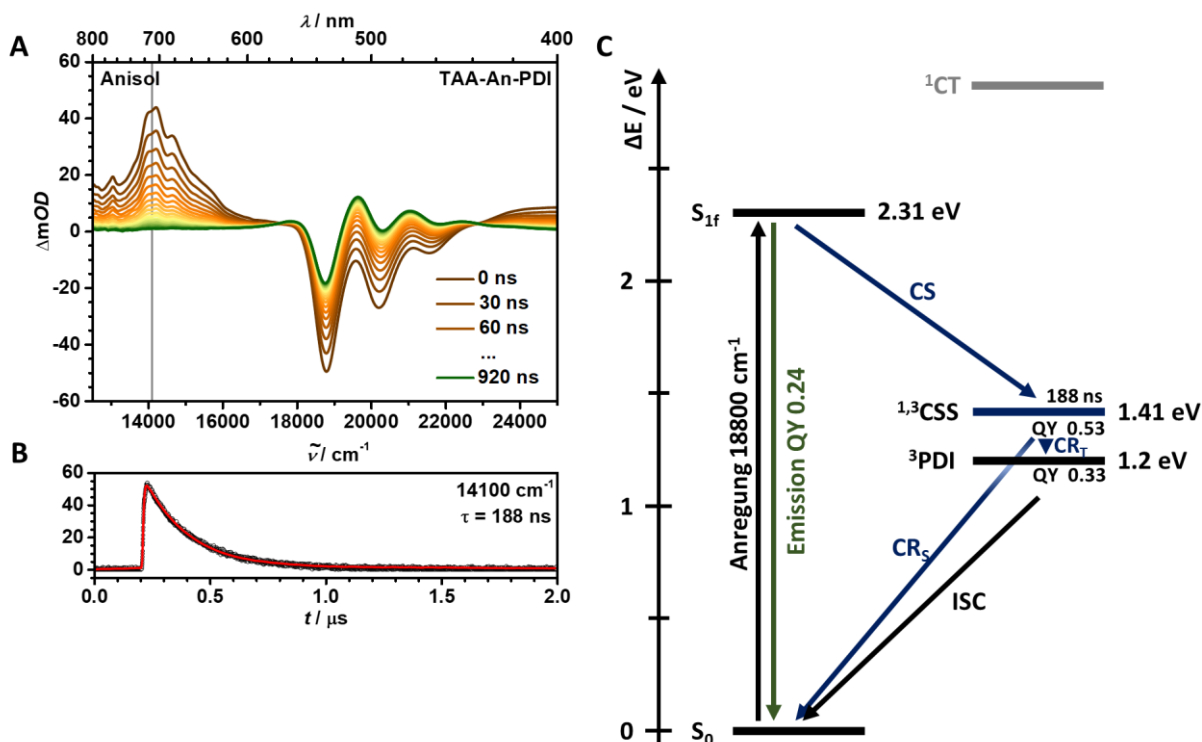 A
λ / nm
800 700 600 500 400
60
40
20
0
-20
-40
-60
ΔmOD
Anisol
TAA-An-PDI
0 ns
30 ns
60 ns
...
920 ns
14000 16000 18000 20000 22000 24000
ν̃ / cm⁻¹
B
60
40
20
0
14100 cm⁻¹
τ = 188 ns
0.0 0.5 1.0 1.5 2.0
t / μs
C
ΔE / eV
2
1
0
¹CT
S1f
2.31 eV
CS
Anregung 18800 cm⁻¹
Emission QY 0.24
188 ns
¹,³CSS
1.41 eV
QY 0.53
CRT
³PDI
1.2 eV
QY 0.33
CRS
ISC
S0